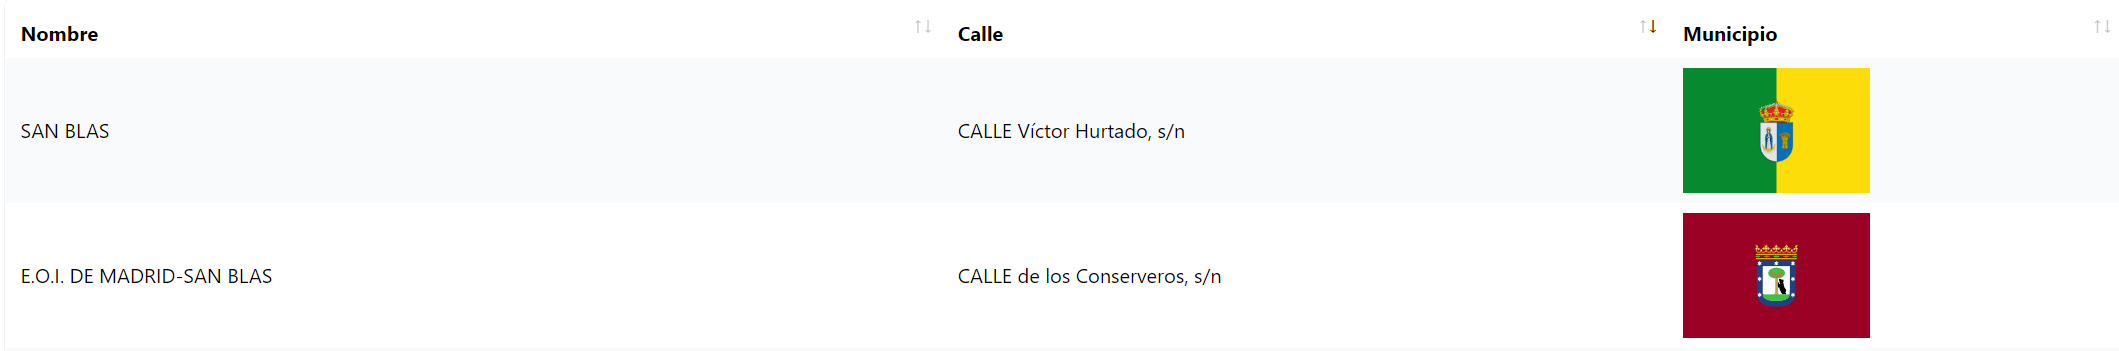 Nombre Calle Municipio
SAN BLAS CALLE Víctor Hurtado, s/n
E.O.I. DE MADRID-SAN BLAS CALLE de los Conserveros, s/n